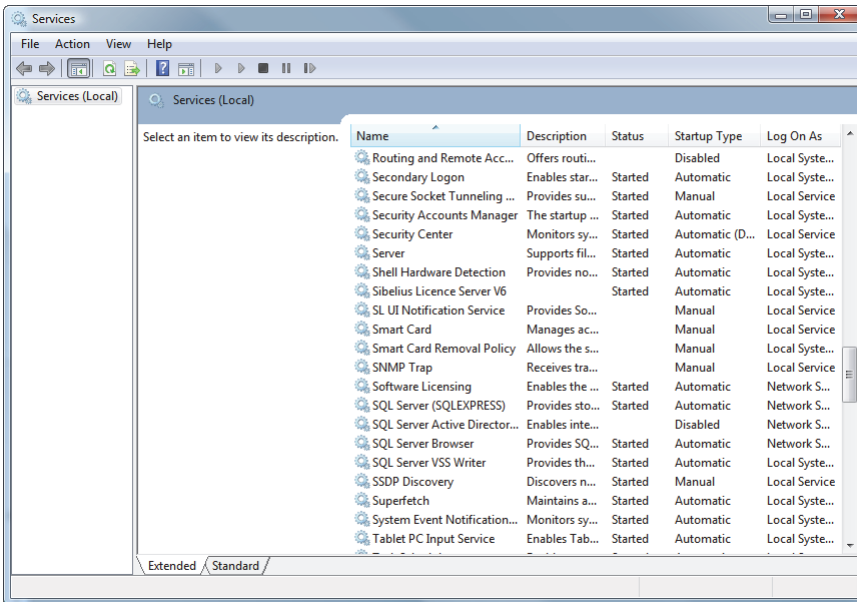 Services
File Action View Help
Services (Local)
Services (Local)
Select an item to view its description.
Name Description Status Startup Type Log On As
Routing and Remote Acc... Offers routi... Disabled Local Syste...
Secondary Logon Enables star... Started Automatic Local Syste...
Secure Socket Tunneling ... Provides su... Started Manual Local Service
Security Accounts Manager The startup ... Started Automatic Local Syste...
Security Center Monitors sy... Started Automatic (D... Local Service
Server Supports fil... Started Automatic Local Syste...
Shell Hardware Detection Provides no... Started Automatic Local Syste...
Sibelius Licence Server V6 Started Automatic Local Syste...
SL UI Notification Service Provides So... Manual Local Service
Smart Card Manages ac... Manual Local Service
Smart Card Removal Policy Allows the s... Manual Local Syste...
SNMP Trap Receives tra... Manual Local Service
Software Licensing Enables the ... Started Automatic Network S...
SQL Server (SQLEXPRESS) Provides sto... Started Automatic Network S...
SQL Server Active Director... Enables inte... Disabled Network S...
SQL Server Browser Provides SQ... Started Automatic Network S...
SQL Server VSS Writer Provides th... Started Automatic Local Syste...
SSDP Discovery Discovers n... Started Manual Local Service
Superfetch Maintains a... Started Automatic Local Syste...
System Event Notification... Monitors sy... Started Automatic Local Syste...
Tablet PC Input Service Enables Tab... Started Automatic Local Syste...
Extended Standard